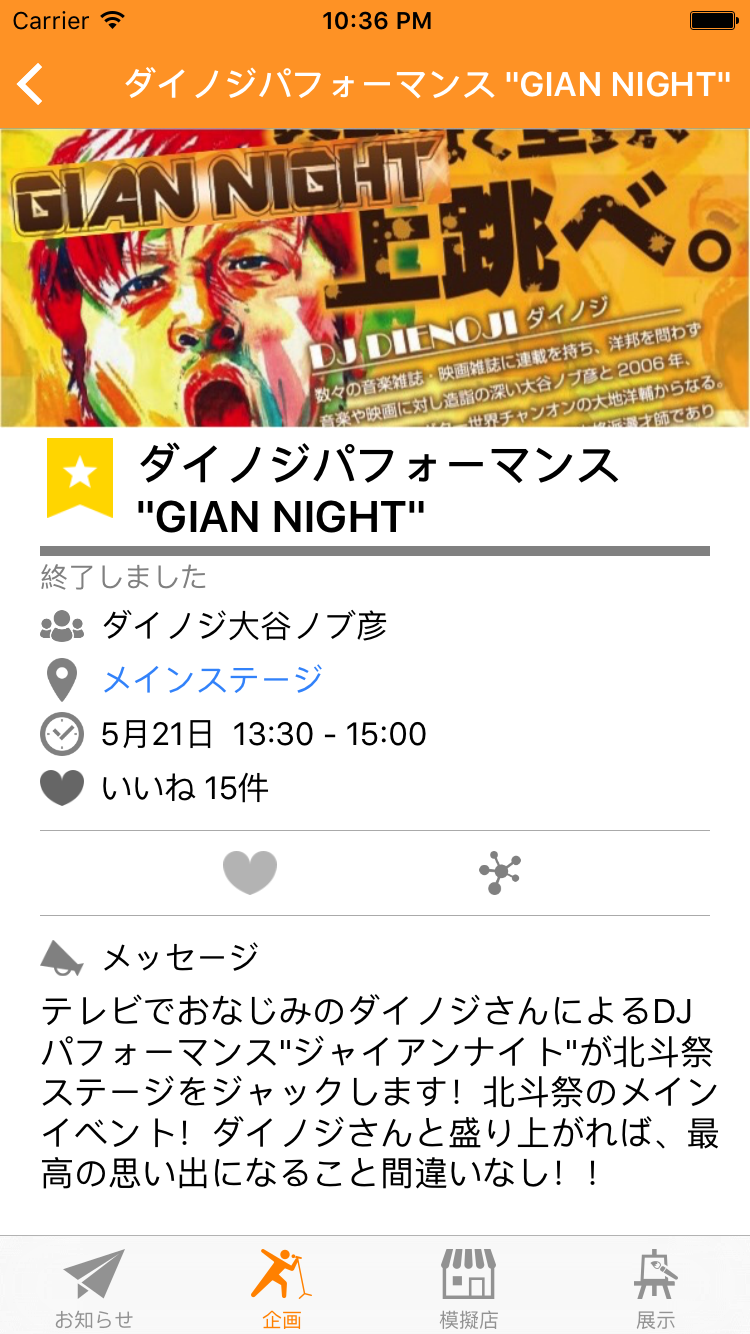 Carrier 10:36 PM
ダイノジパフォーマンス "GIAN NIGHT"
GIAN NIGHT
上跳べ。
DJ DIENOJI ダイノジ
数々の音楽雑誌・映画雑誌に連載を持ち、洋邦を問わず
音楽や映画に対し造詣の深い大谷ノブ彦と2006年、
世界チャンオンの大地洋輔からなる。
ダイノジパフォーマンス
"GIAN NIGHT"
終了しました
ダイノジ大谷ノブ彦
メインステージ
5月21日 13:30 - 15:00
いいね 15件
メッセージ
テレビでおなじみのダイノジさんによるDJ
パフォーマンス"ジャイアンナイト"が北斗祭
ステージをジャックします！北斗祭のメイン
イベント！ダイノジさんと盛り上がれば、最
高の思い出になること間違いなし！！
お知らせ 企画 模擬店 展示